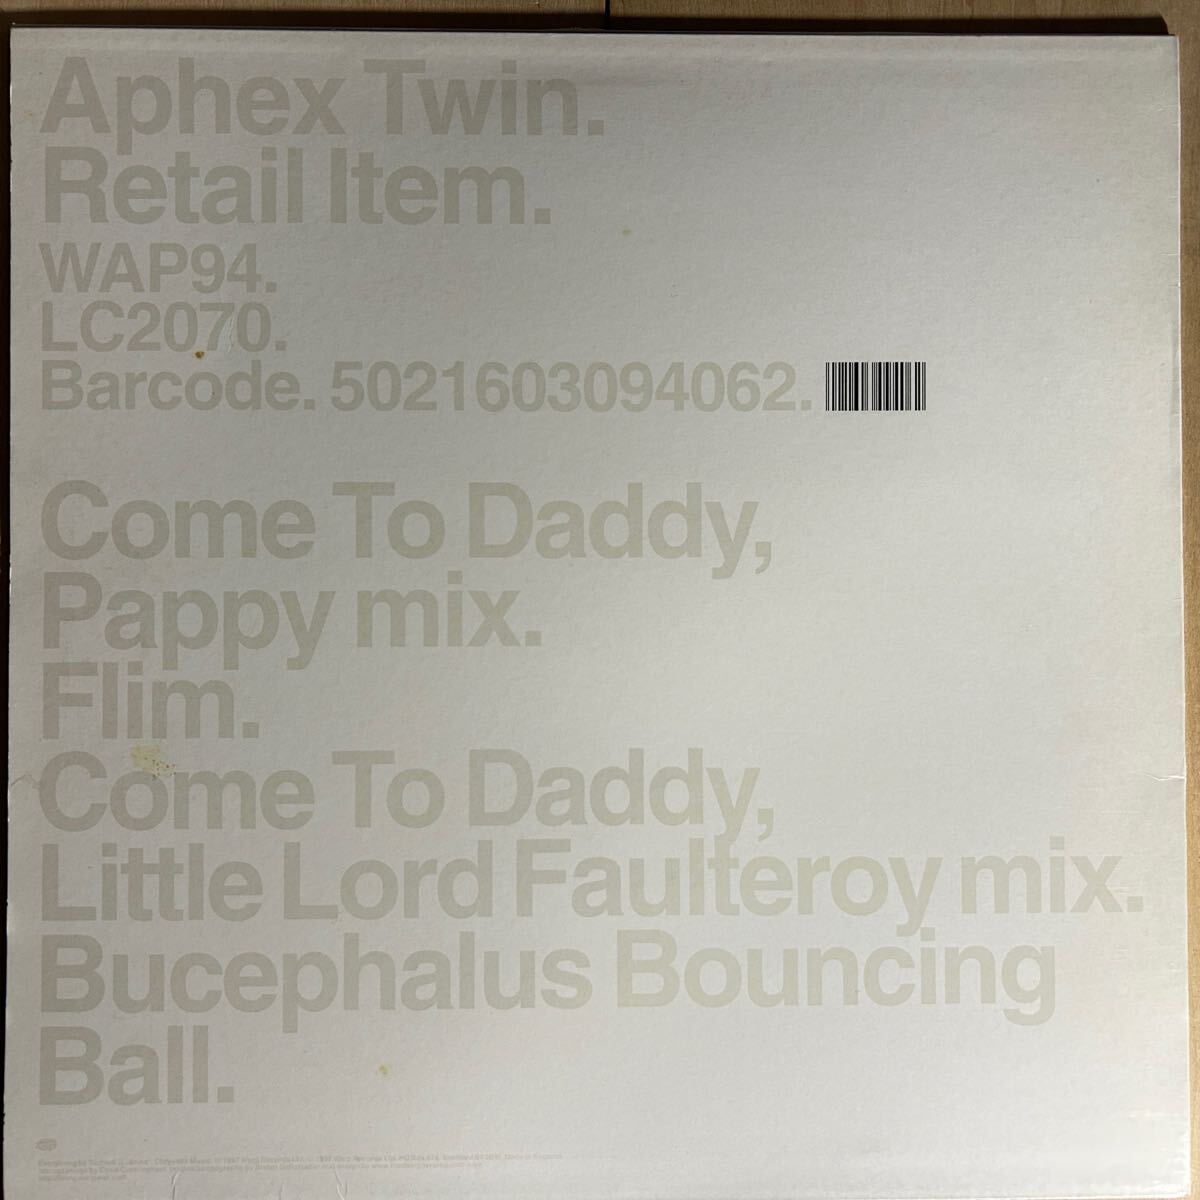 Aphex Twin.
Retail Item.
WAP94.
LC2070.
Barcode. 5021603094062.
Come To Daddy,
Pappy mix.
Flim.
Come To Daddy,
Little Lord Faulteroy mix.
Bucephalus Bouncing
Ball.